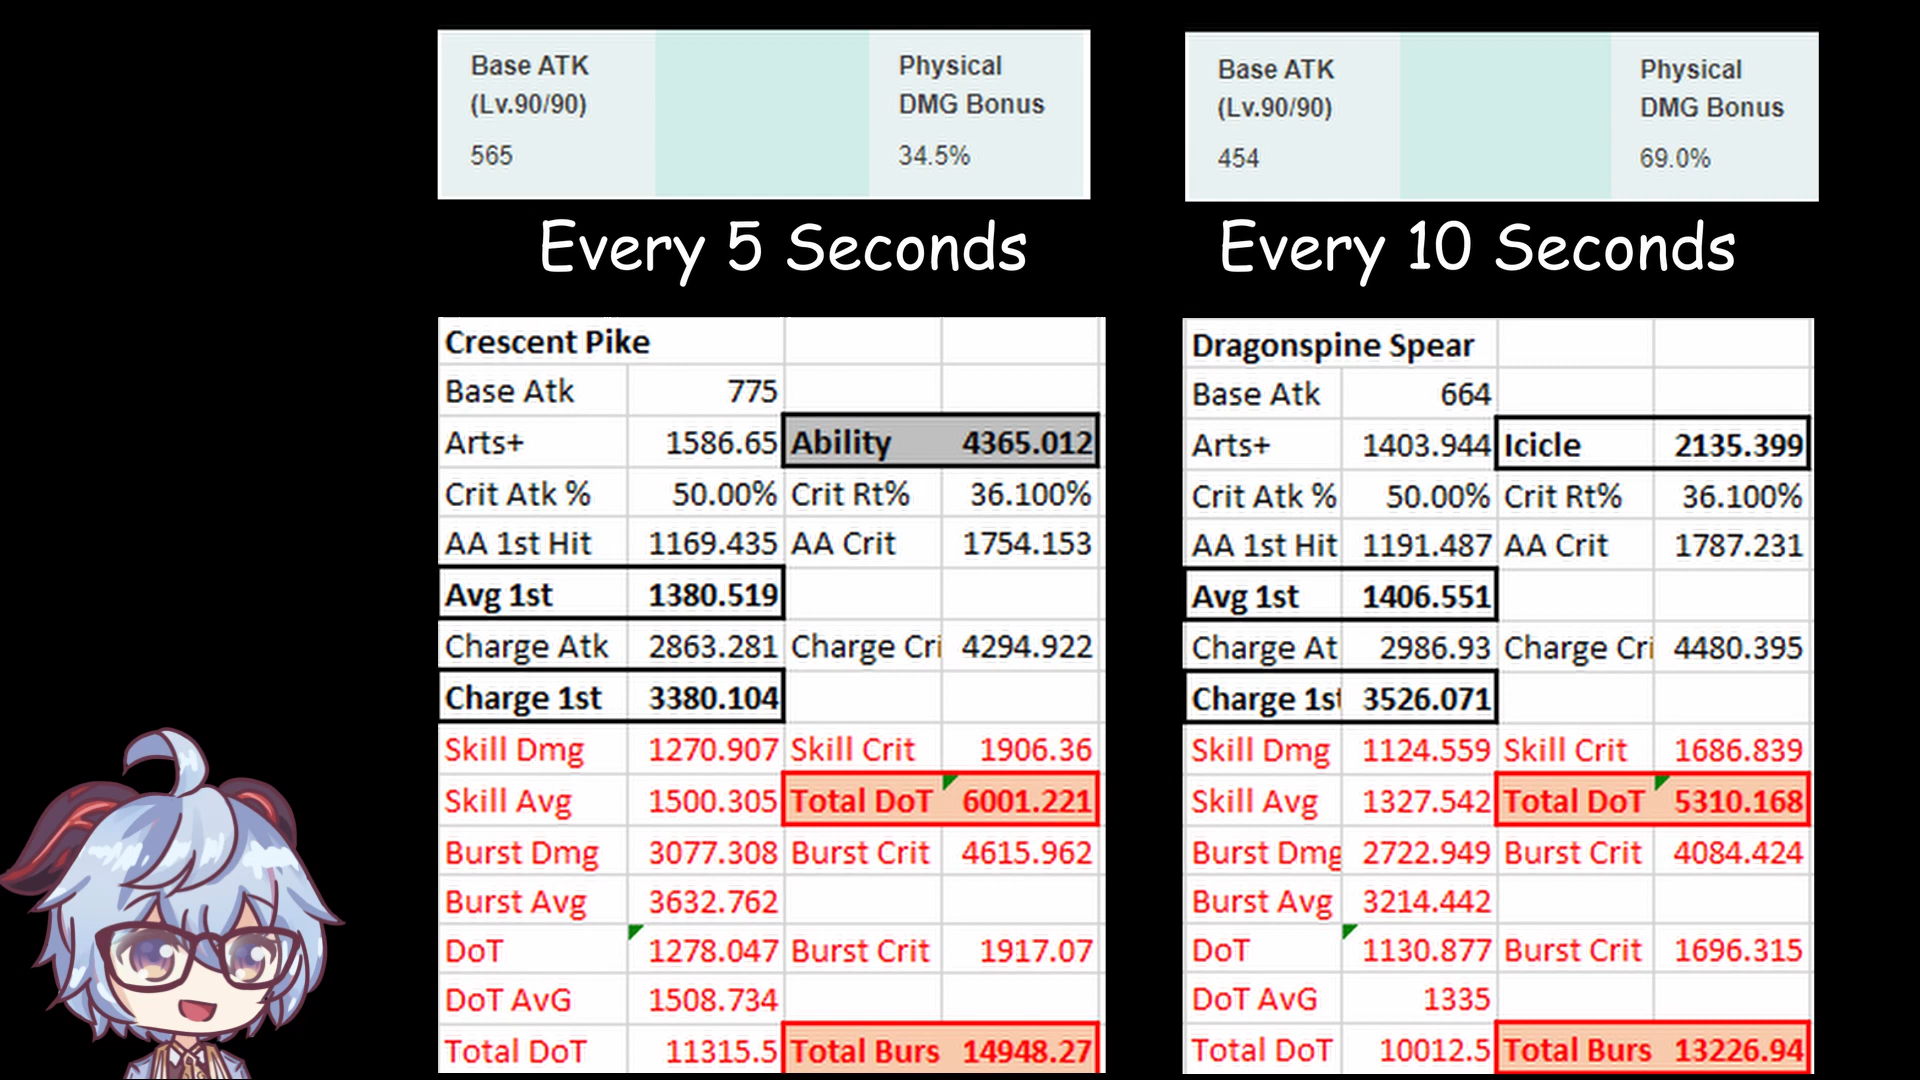 Base ATK
(Lv.90/90)
565
Physical
DMG Bonus
34.5%
Base ATK
(Lv.90/90)
454
Physical
DMG Bonus
69.0%
Every 5 Seconds
Every 10 Seconds
Crescent Pike
Base Atk 775
Arts+ 1586.65 Ability 4365.012
Crit Atk % 50.00% Crit Rt% 36.100%
AA 1st Hit 1169.435 AA Crit 1754.153
Avg 1st 1380.519
Charge Atk 2863.281 Charge Cri 4294.922
Charge 1st 3380.104
Skill Dmg 1270.907 Skill Crit 1906.36
Skill Avg 1500.305 Total DoT 6001.221
Burst Dmg 3077.308 Burst Crit 4615.962
Burst Avg 3632.762
DoT 1278.047 Burst Crit 1917.07
DoT AvG 1508.734
Total DoT 11315.5 Total Burs 14948.27
Dragonspine Spear
Base Atk 664
Arts+ 1403.944 Icicle 2135.399
Crit Atk % 50.00% Crit Rt% 36.100%
AA 1st Hit 1191.487 AA Crit 1787.231
Avg 1st 1406.551
Charge At 2986.93 Charge Cri 4480.395
Charge 1st 3526.071
Skill Dmg 1124.559 Skill Crit 1686.839
Skill Avg 1327.542 Total DoT 5310.168
Burst Dmg 2722.949 Burst Crit 4084.424
Burst Avg 3214.442
DoT 1130.877 Burst Crit 1696.315
DoT AvG 1335
Total DoT 10012.5 Total Burs 13226.94